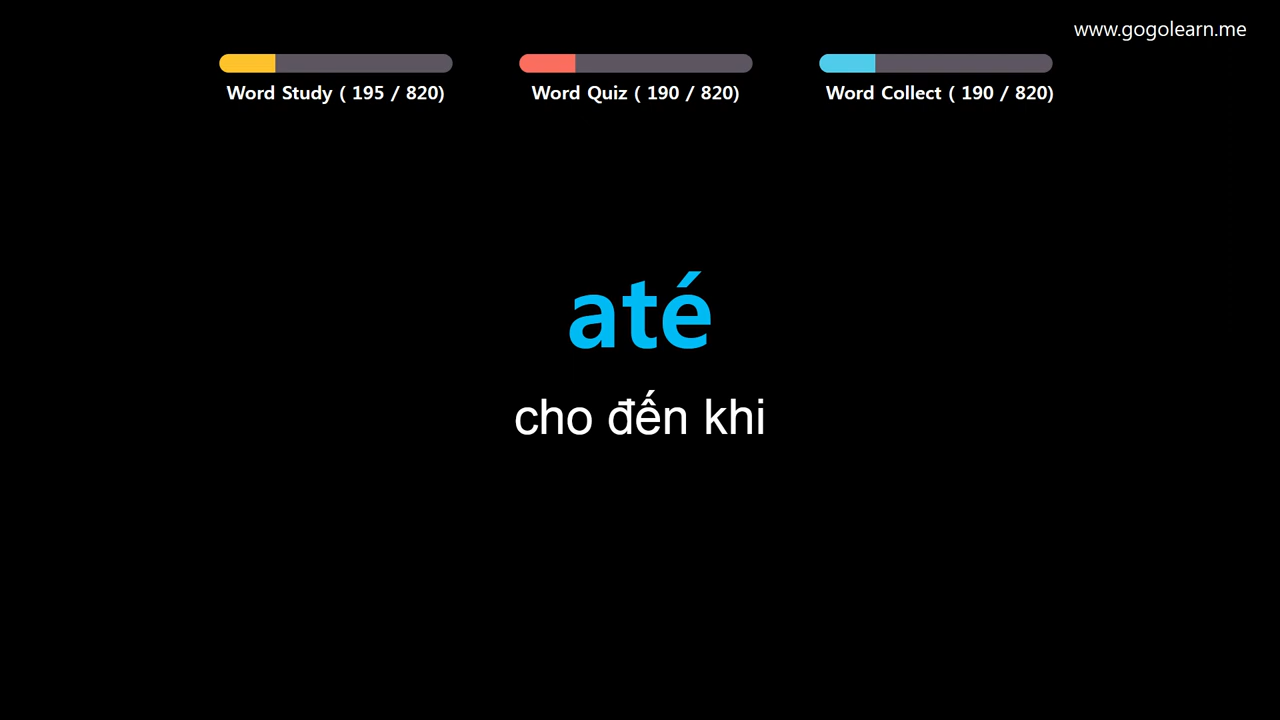 www.gogolearn.me
Word Study ( 195 / 820)
Word Quiz ( 190 / 820)
Word Collect ( 190 / 820)
até
cho đến khi